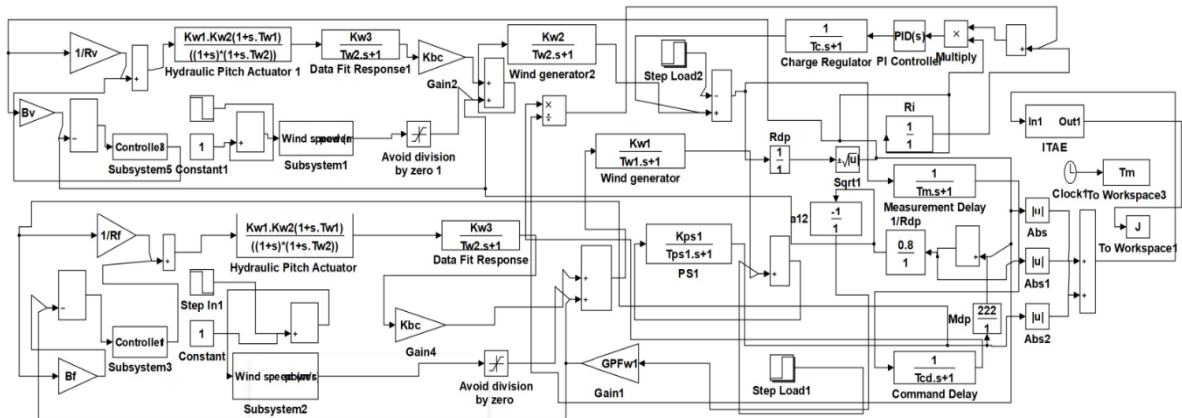 1/Rv
Kw1.Kw2(1+s.Tw1)
((1+s)*(1+s.Tw2))
Hydraulic Pitch Actuator 1
Kw3
Tw2.s+1
Data Fit Response1
Kbc
Gain2
Kw2
Tw2.s+1
Wind generator2
Step Load2
1
Tc.s+1
Charge Regulator
PID(s)
PI Controller
×
Multiply
Bv
Subsystem5
1
Constant1
Subsystem1
Avoid division
by zero 1
×
÷
Kw1
Tw1.s+1
Wind generator
Rdp
1
1
Sqrt1
Ri
1
1
1
Tm.s+1
Measurement Delay
In1 Out1
ITAE
Clock1
Tm
To Workspace3
J
To Workspace1
|u|
Abs
|u|
Abs1
|u|
Abs2
1/Rf
Kw1.Kw2(1+s.Tw1)
((1+s)*(1+s.Tw2))
Hydraulic Pitch Actuator
Kw3
Tw2.s+1
Data Fit Response
Kps1
Tps1.s+1
PS1
a12
-1
1
1/Rdp
0.8
1
Mdp
222
1
Step In1
Subsystem3
1
Constant
Bf
Subsystem2
Kbc
Gain4
Avoid division
by zero
GPFw1
Gain1
Step Load1
1
Tcd.s+1
Command Delay